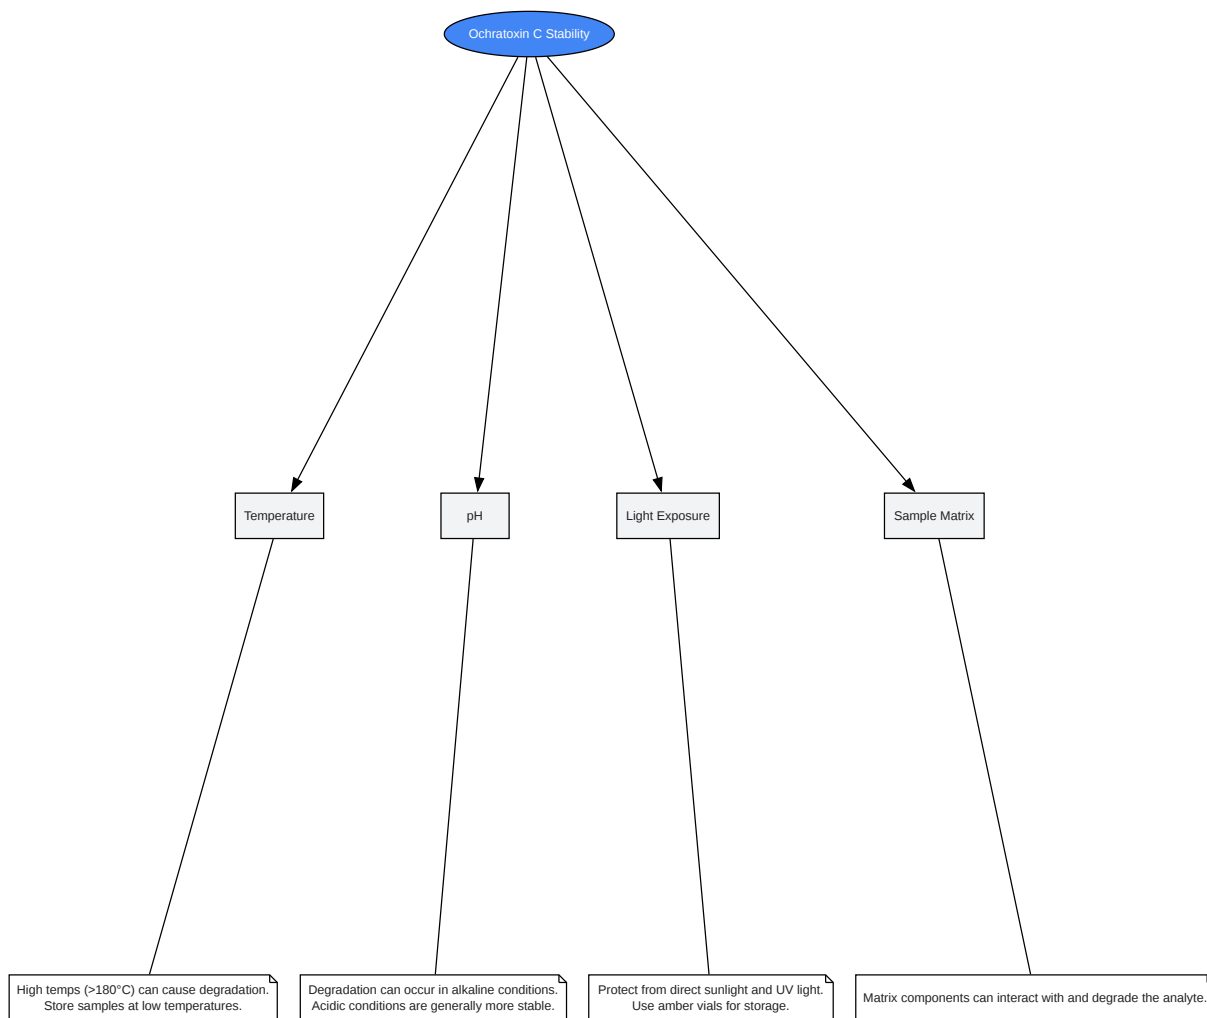 Ochratoxin C Stability
Temperature
pH
Light Exposure
Sample Matrix
High temps (>180°C) can cause degradation.
Store samples at low temperatures.
Degradation can occur in alkaline conditions.
Acidic conditions are generally more stable.
Protect from direct sunlight and UV light.
Use amber vials for storage.
Matrix components can interact with and degrade the analyte.